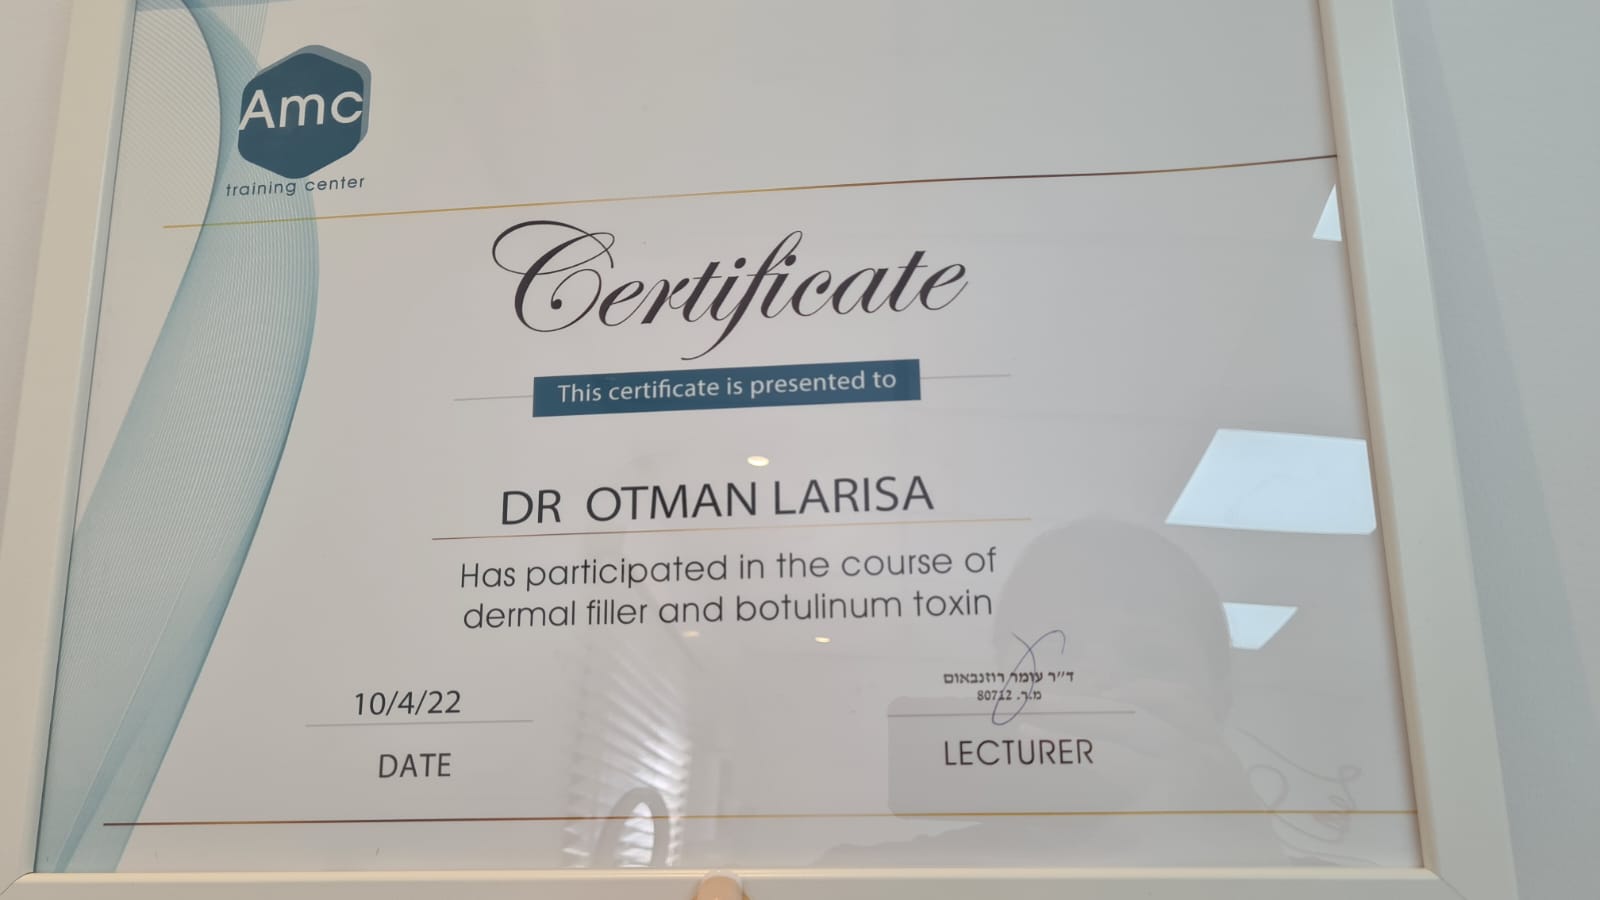 Amc
training center
Certificate
This certificate is presented to
DR OTMAN LARISA
Has participated in the course of
dermal filler and botulinum toxin
10/4/22
DATE
ד״ר עומר רוזנבאום
מ.ר. 80712
LECTURER